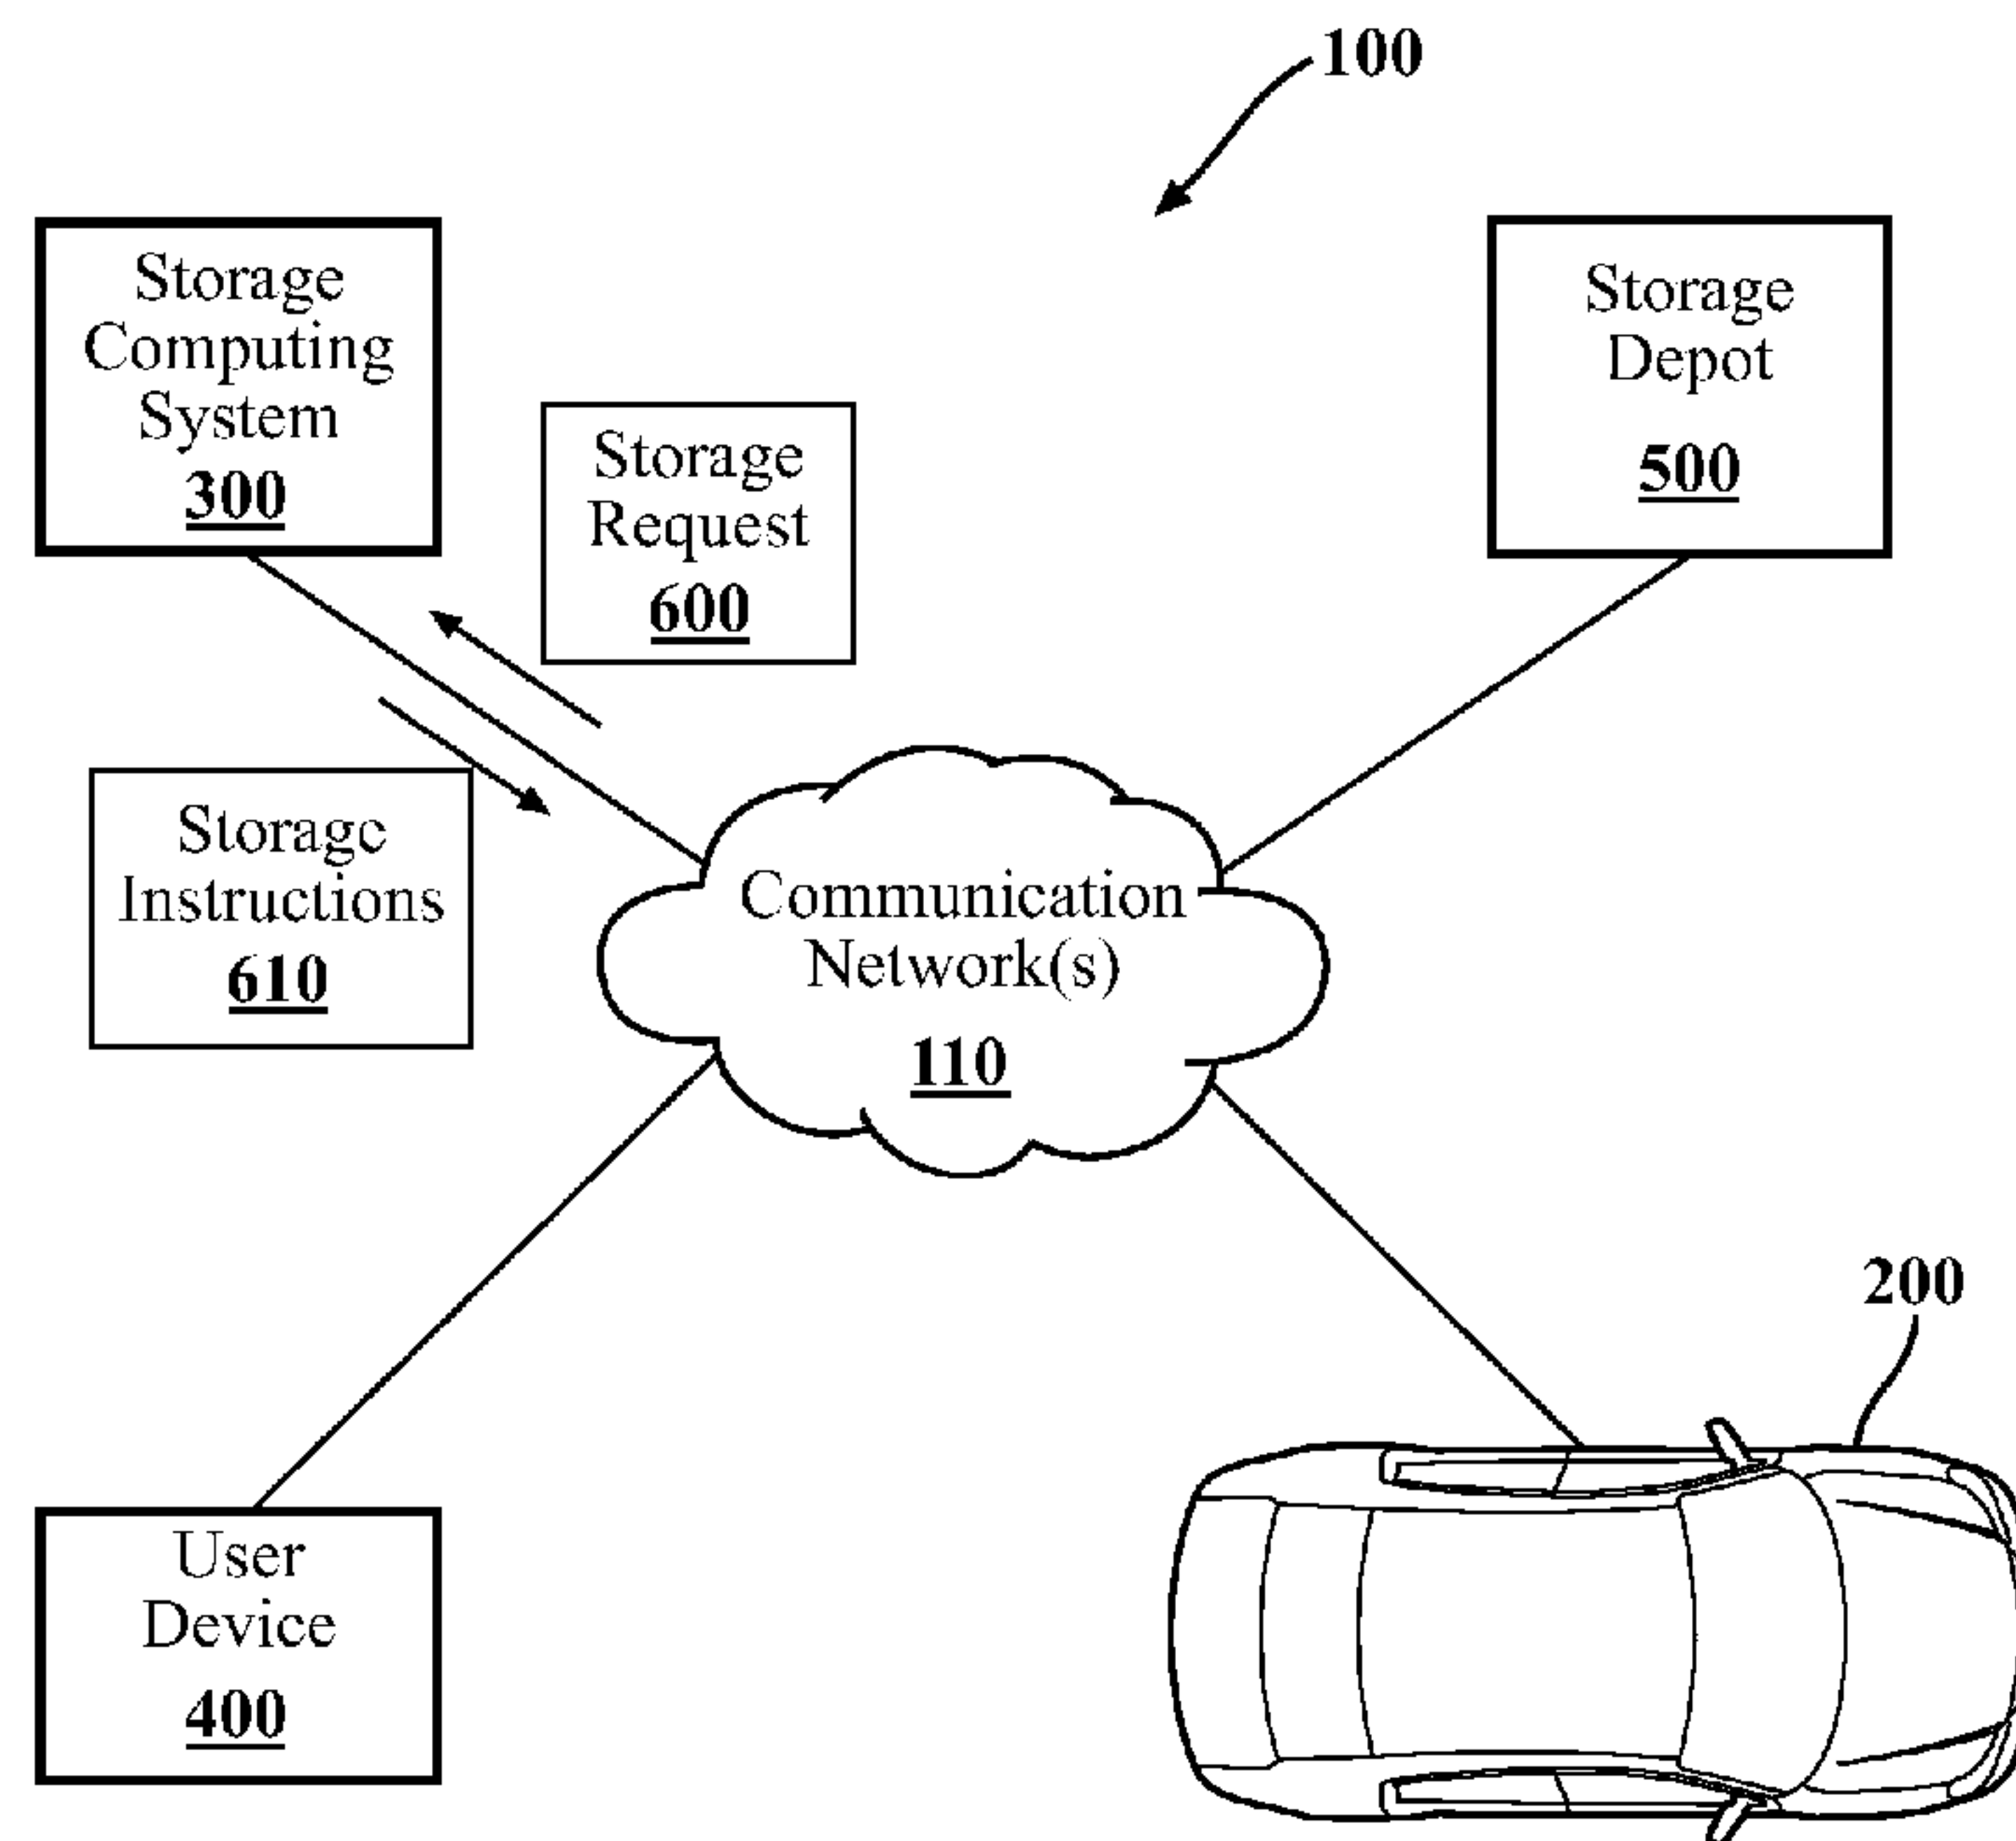 100
Storage
Computing
System
300
Storage
Request
600
Storage
Depot
500
Storage
Instructions
610
Communication
Network(s)
110
200
User
Device
400